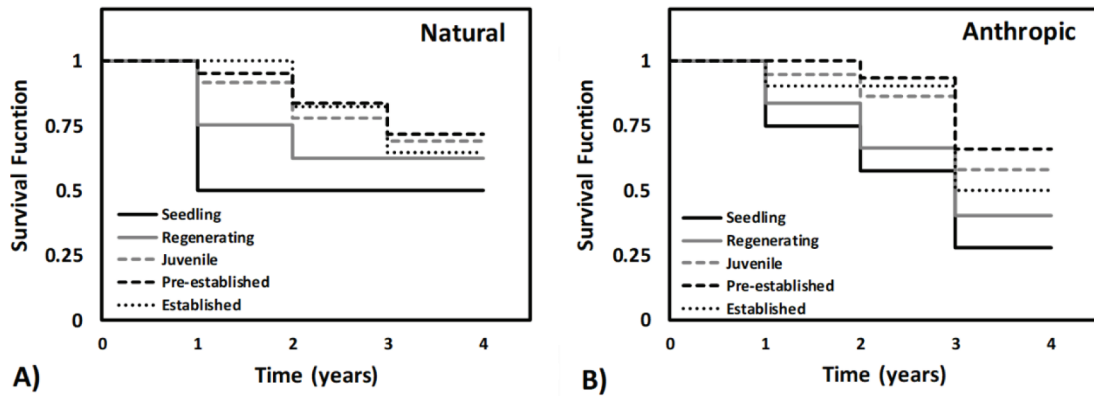 Natural
1
0.75
0.5
0.25
0
Survival Fucntion
Seedling
Regenerating
Juvenile
Pre-established
Established
0
1
2
3
4
Time (years)
A)
Anthropic
1
0.75
0.5
0.25
0
Survival Fucntion
Seedling
Regenerating
Juvenile
Pre-established
Established
0
1
2
3
4
Time (years)
B)